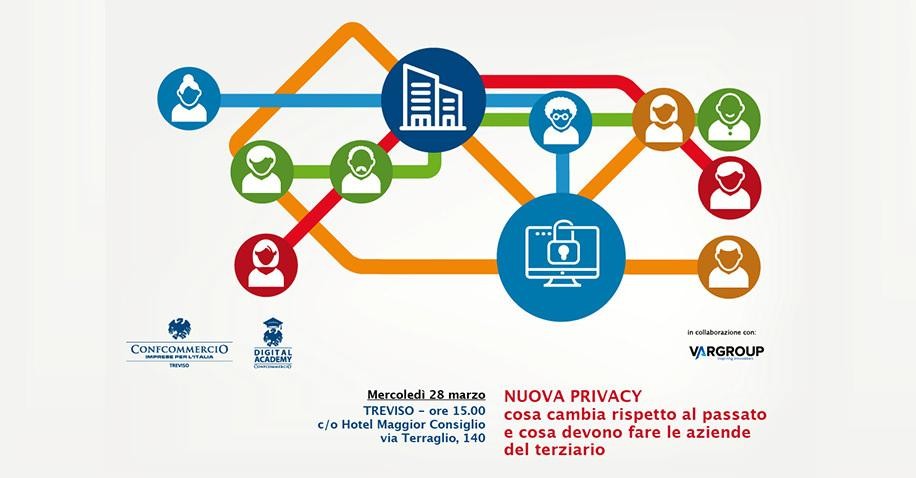 CONFCOMMERCIO
IMPRESE PER L'ITALIA
TREVISO
DIGITAL
ACADEMY
CONFCOMMERCIO
in collaborazione con:
VARGROUP
inspiring innovation
Mercoledì 28 marzo
TREVISO - ore 15.00
c/o Hotel Maggior Consiglio
via Terraglio, 140
NUOVA PRIVACY
cosa cambia rispetto al passato
e cosa devono fare le aziende
del terziario